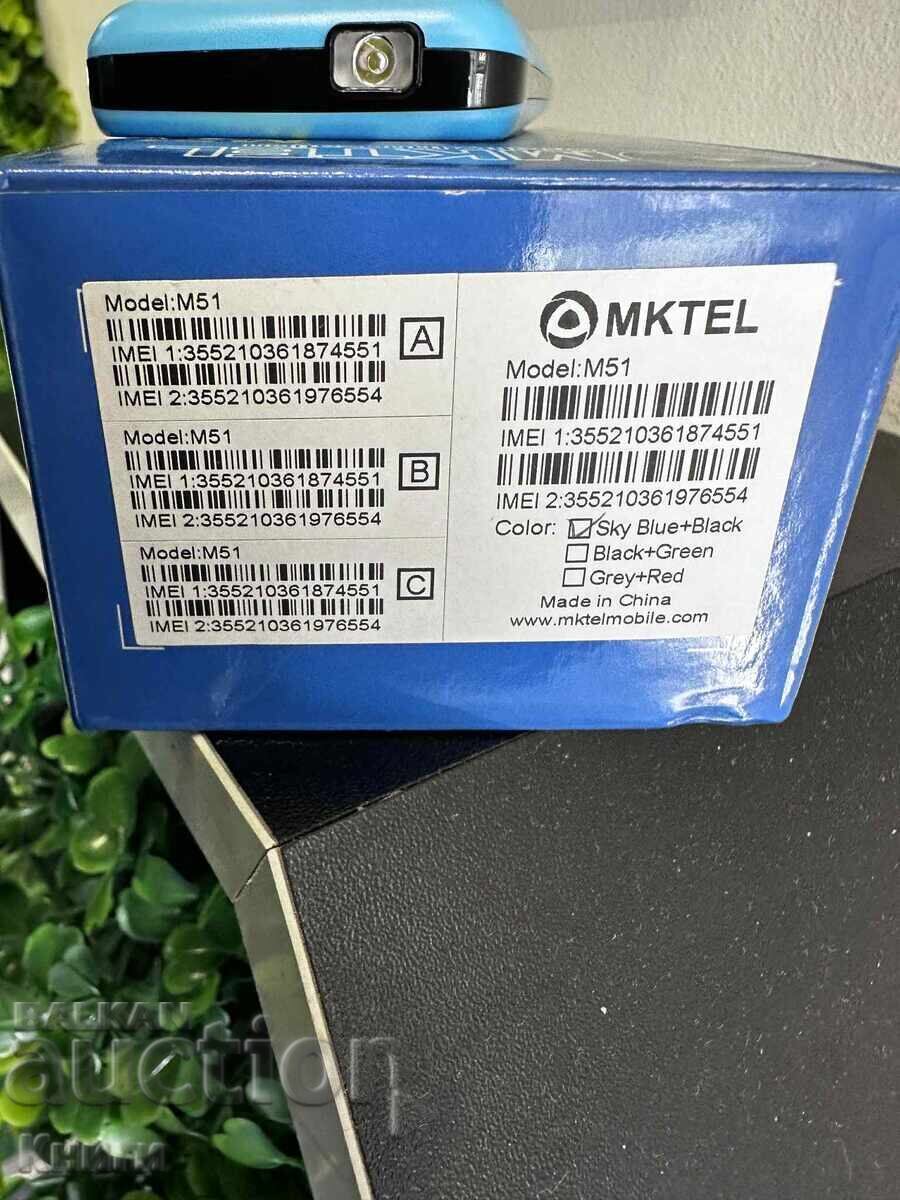 Model:M51
IMEI 1:355210361874551
A
IMEI 2:355210361976554
Model:M51
IMEI 1:355210361874551
B
IMEI 2:355210361976554
Model:M51
IMEI 1:355210361874551
C
IMEI 2:355210361976554
MKTEL
Model:M51
IMEI 1:355210361874551
IMEI 2:355210361976554
Color: Sky Blue+Black
Black+Green
Grey+Red
Made in China
www.mktelmobile.com
BALKAN
auction
Книги